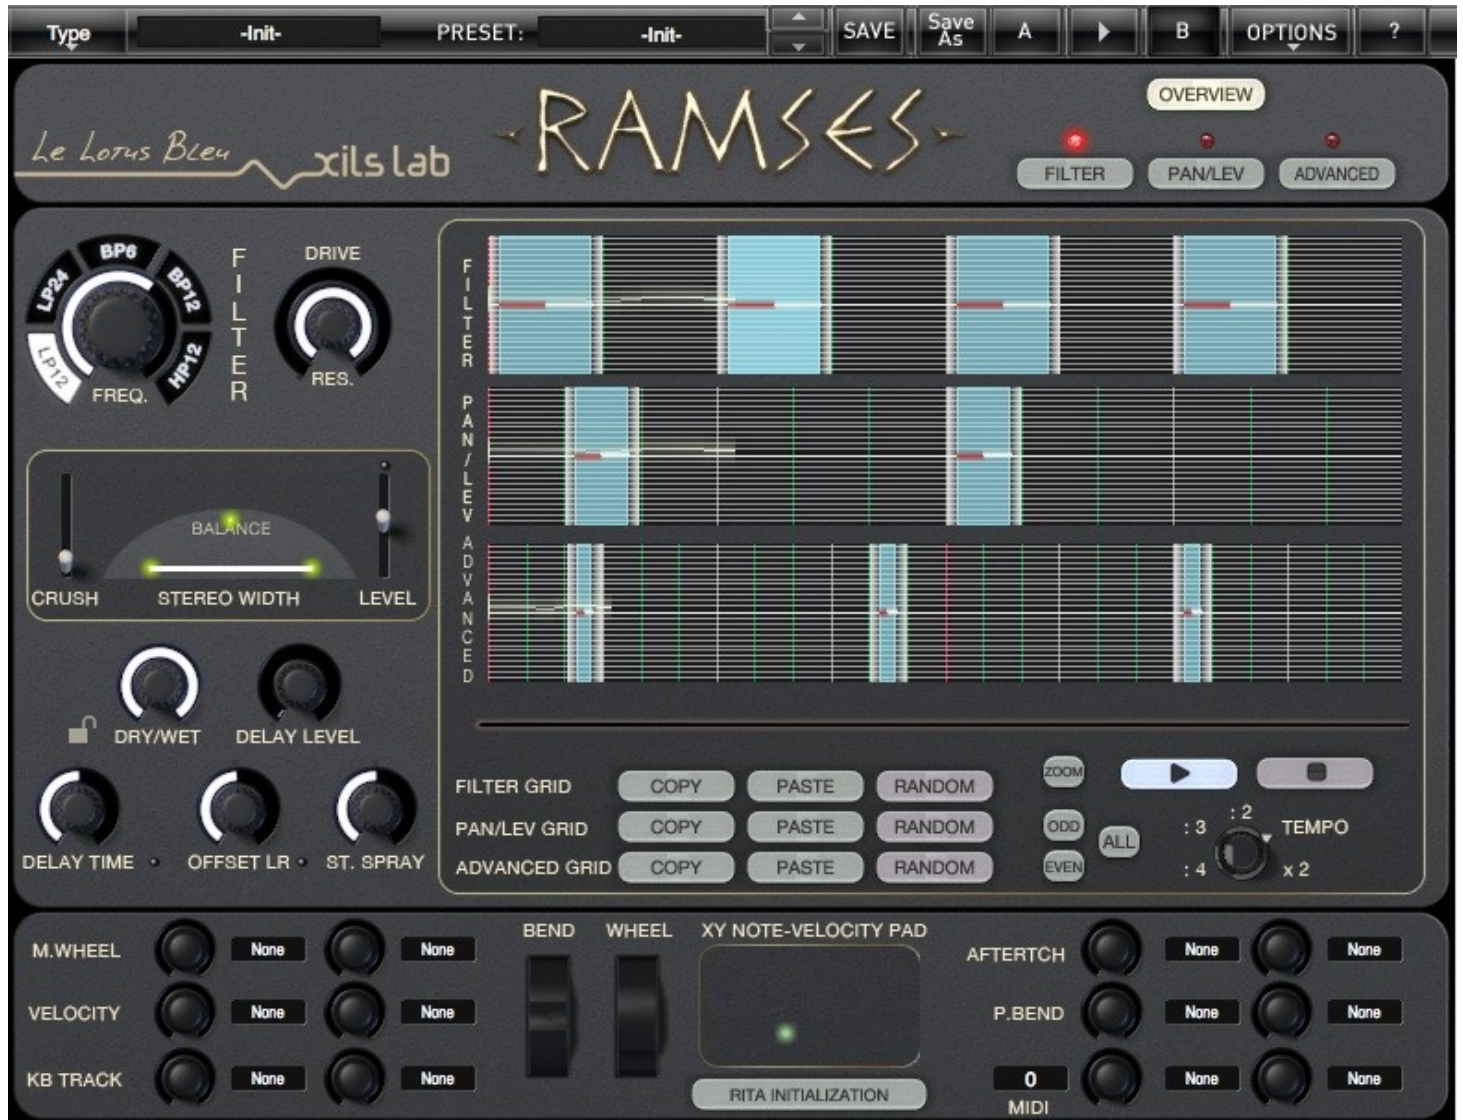 Type -Init- PRESET: -Init- SAVE Save As A B OPTIONS ?
OVERVIEW
RAMSES
Le Lotus Bleu xils lab
FILTER PAN/LEV ADVANCED
LP12 LP24 BP6 BP12 HP12
FREQ.
FILTER
DRIVE
RES.
FILTER
PAN/LEV
ADVANCED
BALANCE
CRUSH STEREO WIDTH LEVEL
DRY/WET DELAY LEVEL
DELAY TIME OFFSET LR ST. SPRAY
FILTER GRID COPY PASTE RANDOM
PAN/LEV GRID COPY PASTE RANDOM
ADVANCED GRID COPY PASTE RANDOM
ZOOM
ODD
EVEN
ALL
: 2
: 3 TEMPO
: 4 x 2
M.WHEEL None None
VELOCITY None None
KB TRACK None None
BEND WHEEL XY NOTE-VELOCITY PAD
RITA INITIALIZATION
AFTERTCH None None
P.BEND None None
0 None None
MIDI